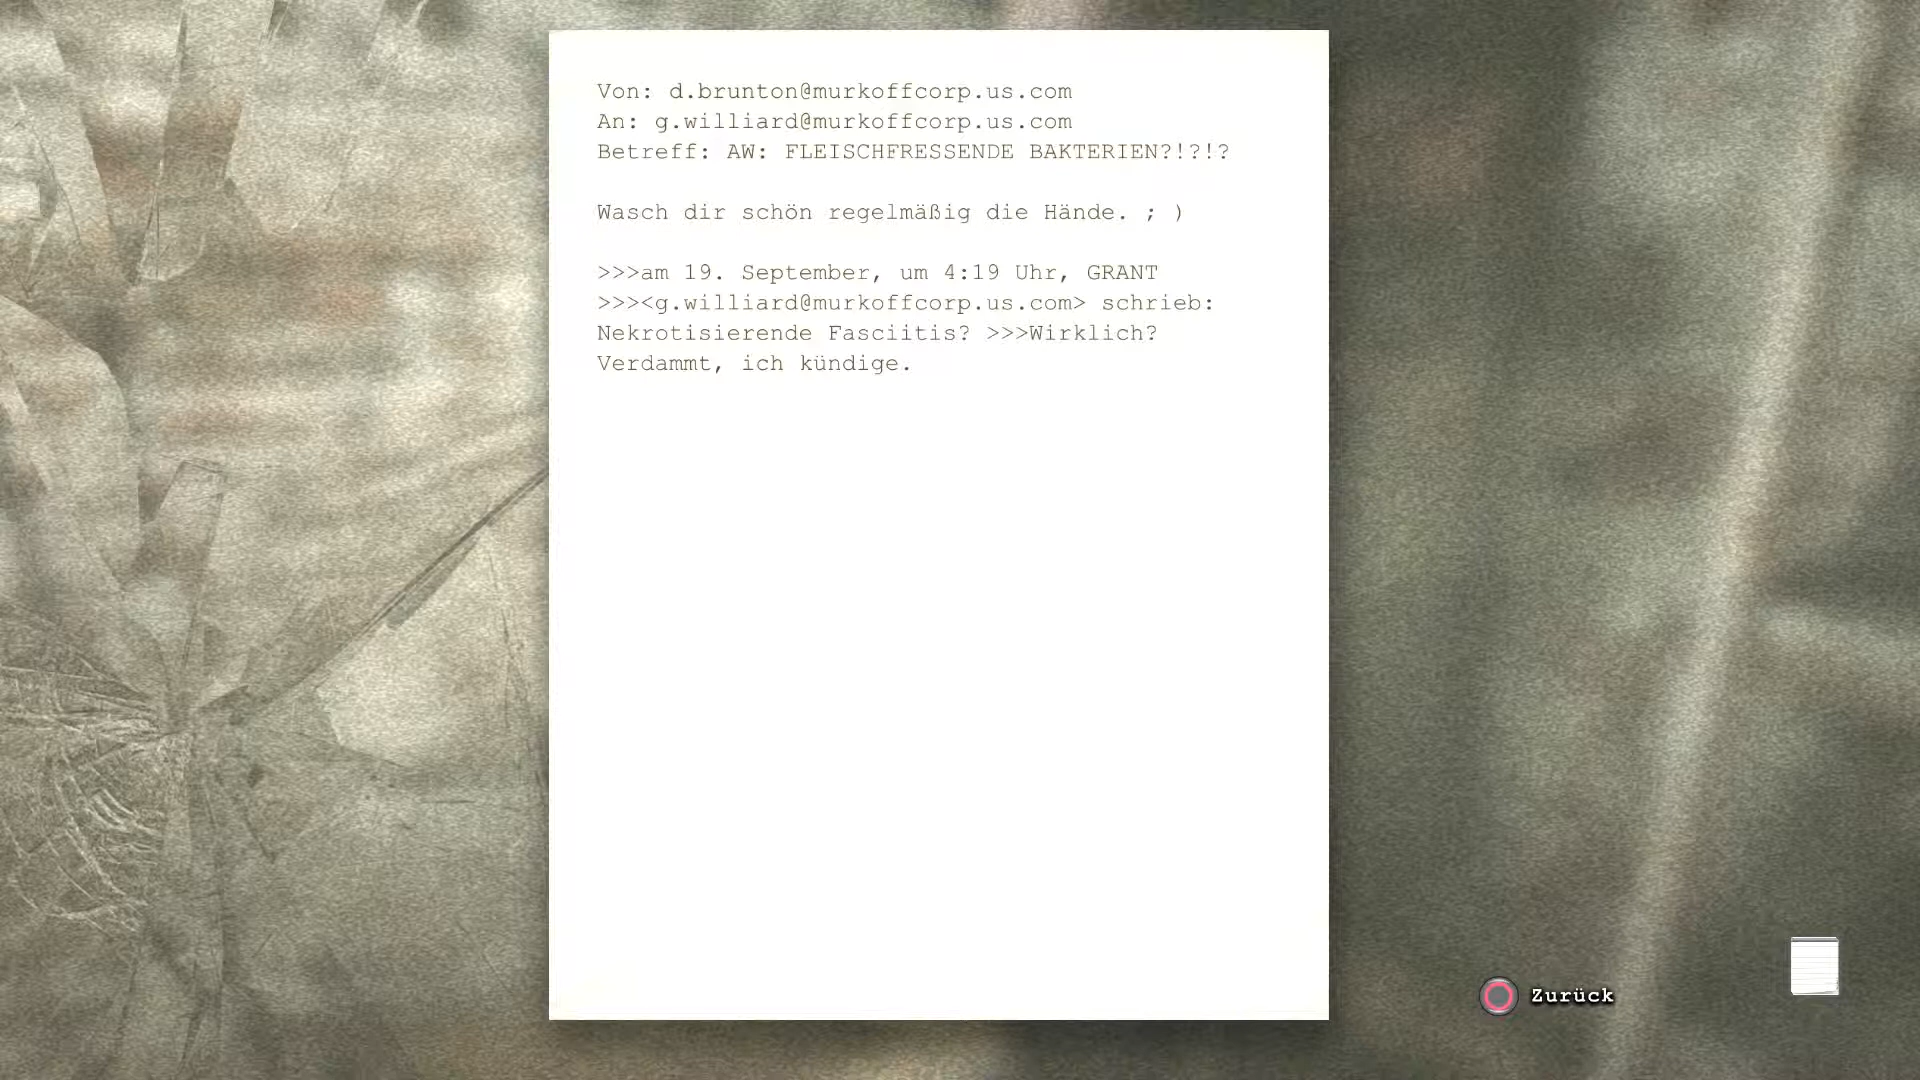 Von: d.brunton@murkoffcorp.us.com
An: g.williard@murkoffcorp.us.com
Betreff: AW: FLEISCHFRESSENDE BAKTERIEN?!?!?
Wasch dir schön regelmäßig die Hände. ; )
>>>am 19. September, um 4:19 Uhr, GRANT
>>><g.williard@murkoffcorp.us.com> schrieb:
Nekrotisierende Fasciitis? >>>Wirklich?
Verdammt, ich kündige.
Zurück